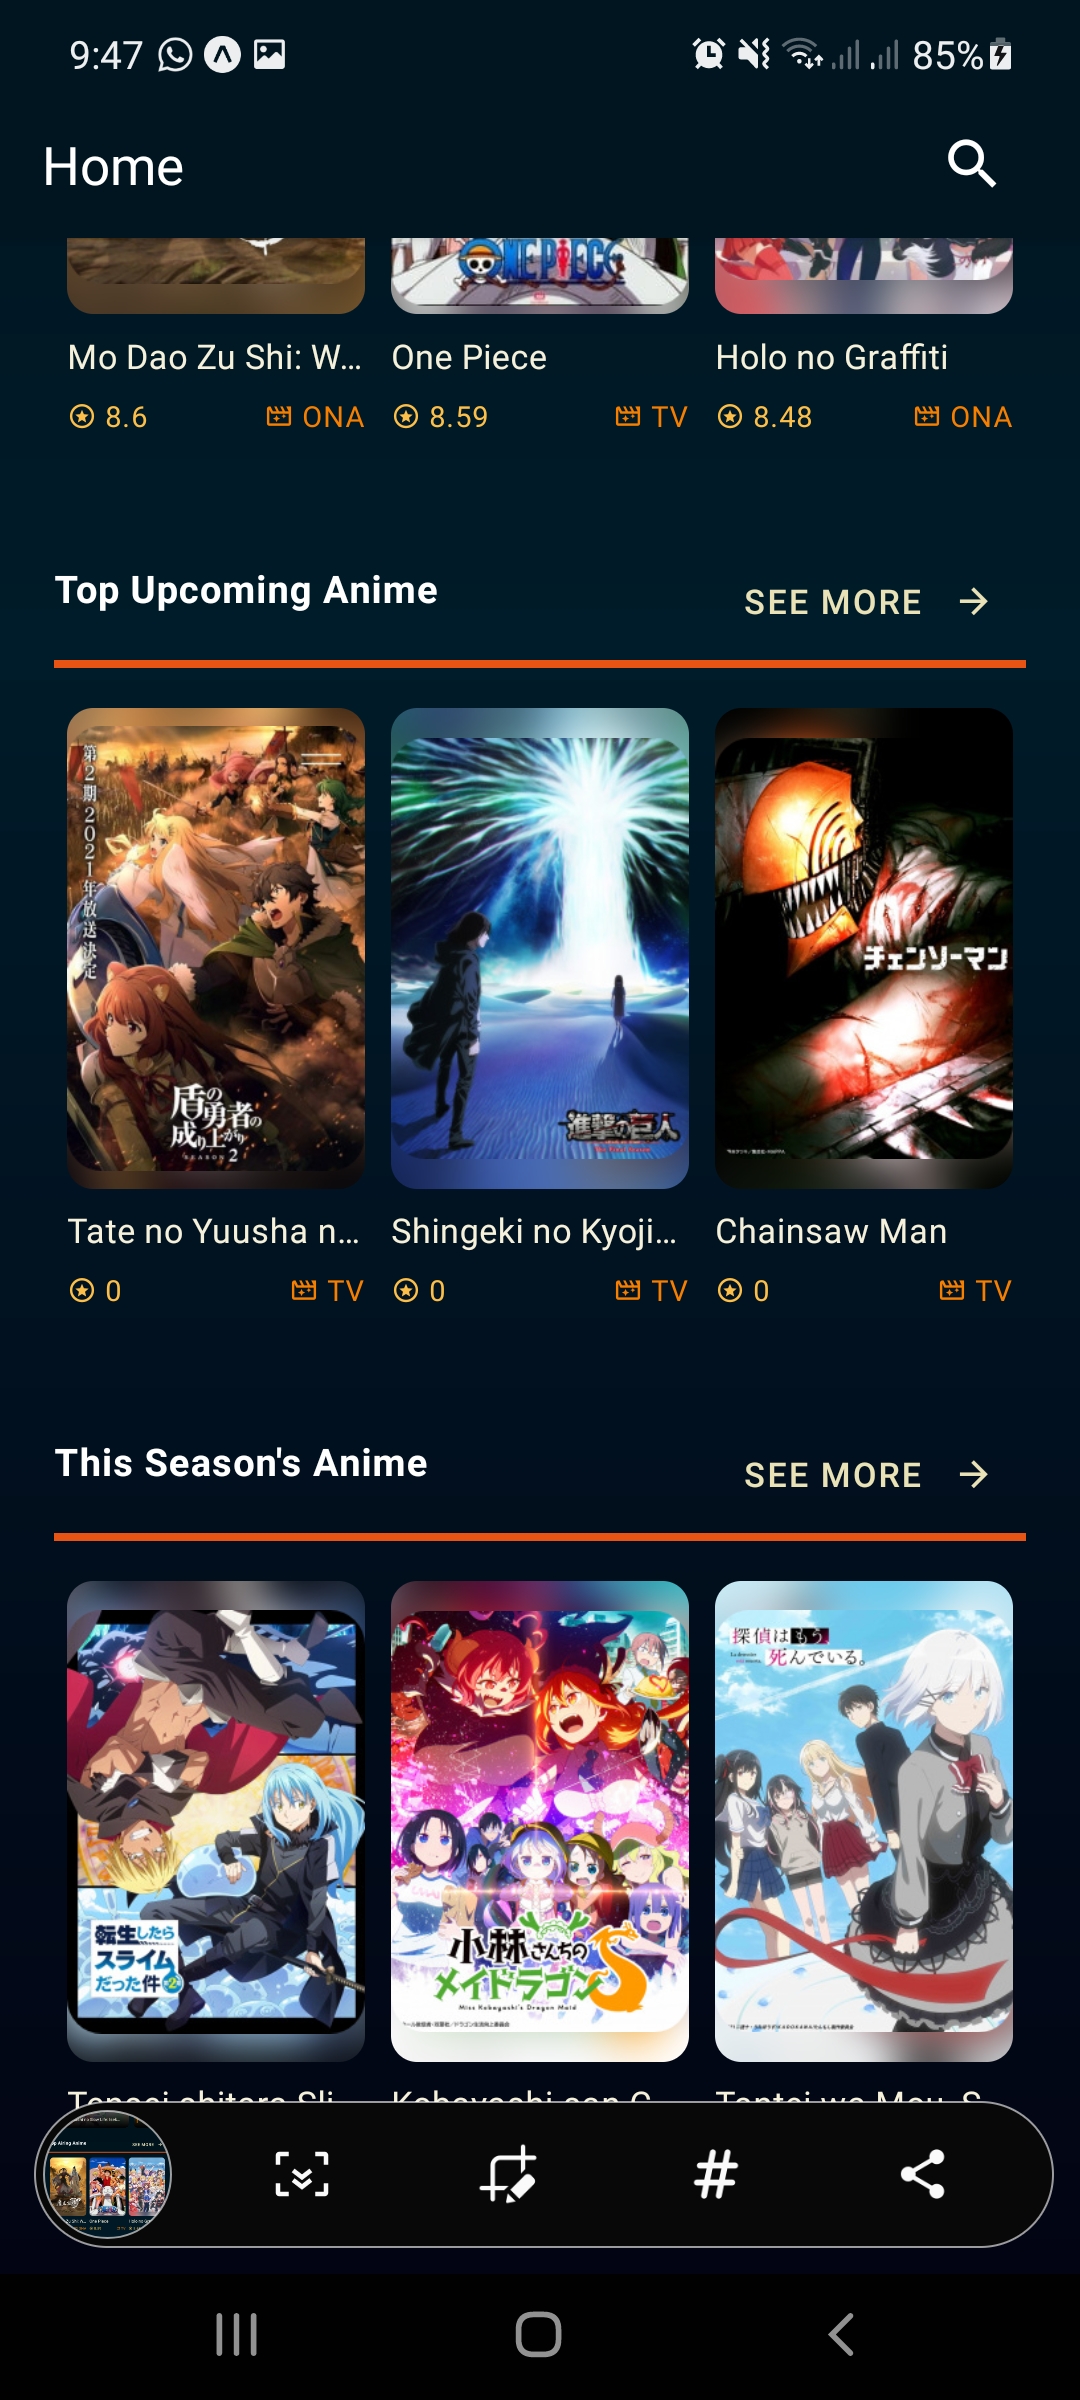 9:47
85%
Home
ONE PIECE
Mo Dao Zu Shi: W...
One Piece
Holo no Graffiti
8.6
ONA
8.59
TV
8.48
ONA
Top Upcoming Anime
SEE MORE
第2期2021年放送決定
盾の勇者の
成り上がり
SEASON 2
進撃の巨人
The Final Season
チェンソーマン
Tate no Yuusha n...
Shingeki no Kyoji...
Chainsaw Man
0
TV
0
TV
0
TV
This Season's Anime
SEE MORE
転生したら
スライム
だった件
2
小林さんちの
メイドラゴンS
Miss Kobayashi's Dragon Maid
探偵はもう、
死んでいる。
Tensei shitara Sli
Kobayashi-san C
Tantei wa Mou, S
SEE MORE